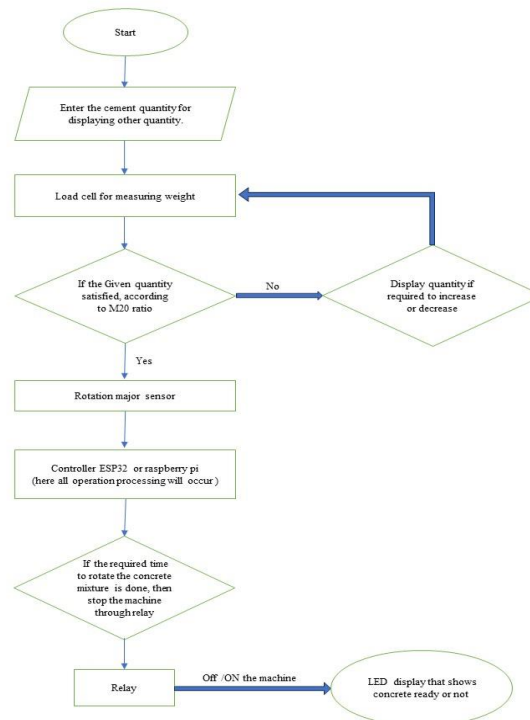 Start
Enter the cement quantity for
displaying other quantity.
Load cell for measuring weight
If the Given quantity
satisfied, according
to M20 ratio
No
Display quantity if
required to increase
or decrease
Yes
Rotation major sensor
Controller ESP32 or raspberry pi
(here all operation processing will occur )
If the required time
to rotate the concrete
mixture is done, then
stop the machine
through relay
Relay
Off /ON the machine
LED display that shows
concrete ready or not